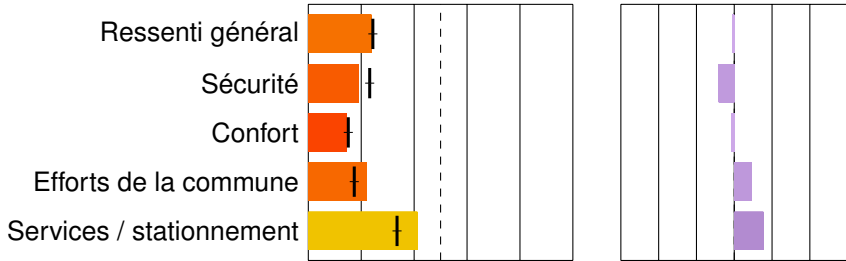 Ressenti général
Sécurité
Confort
Efforts de la commune
Services / stationnement